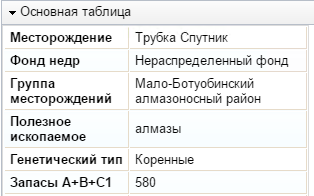 Основная таблица
Месторождение Трубка Спутник
Фонд недр Нераспределенный фонд
Группа месторождений Мало-Ботуобинский алмазоносный район
Полезное ископаемое алмазы
Генетический тип Коренные
Запасы А+В+С1 580